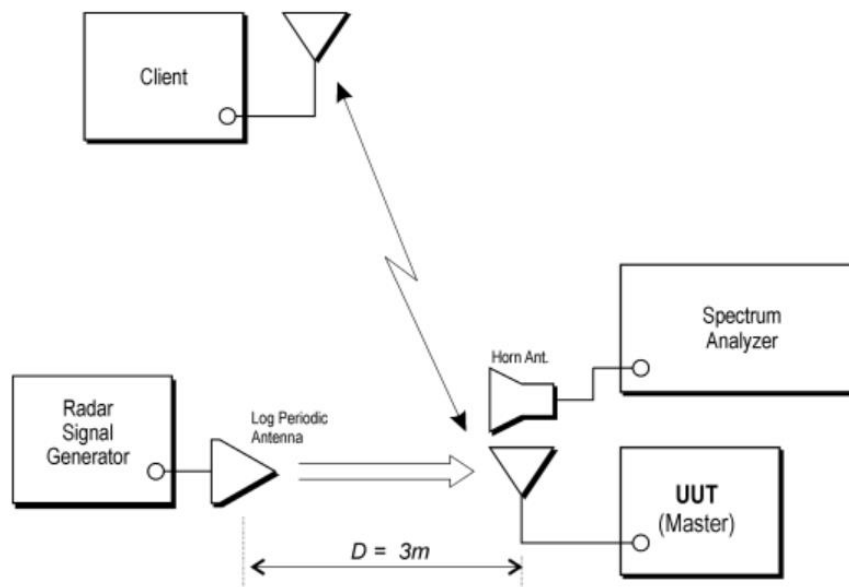 Client
Spectrum
Analyzer
Horn Ant.
Radar
Signal
Generator
Log Periodic
Antenna
UUT
(Master)
D = 3m